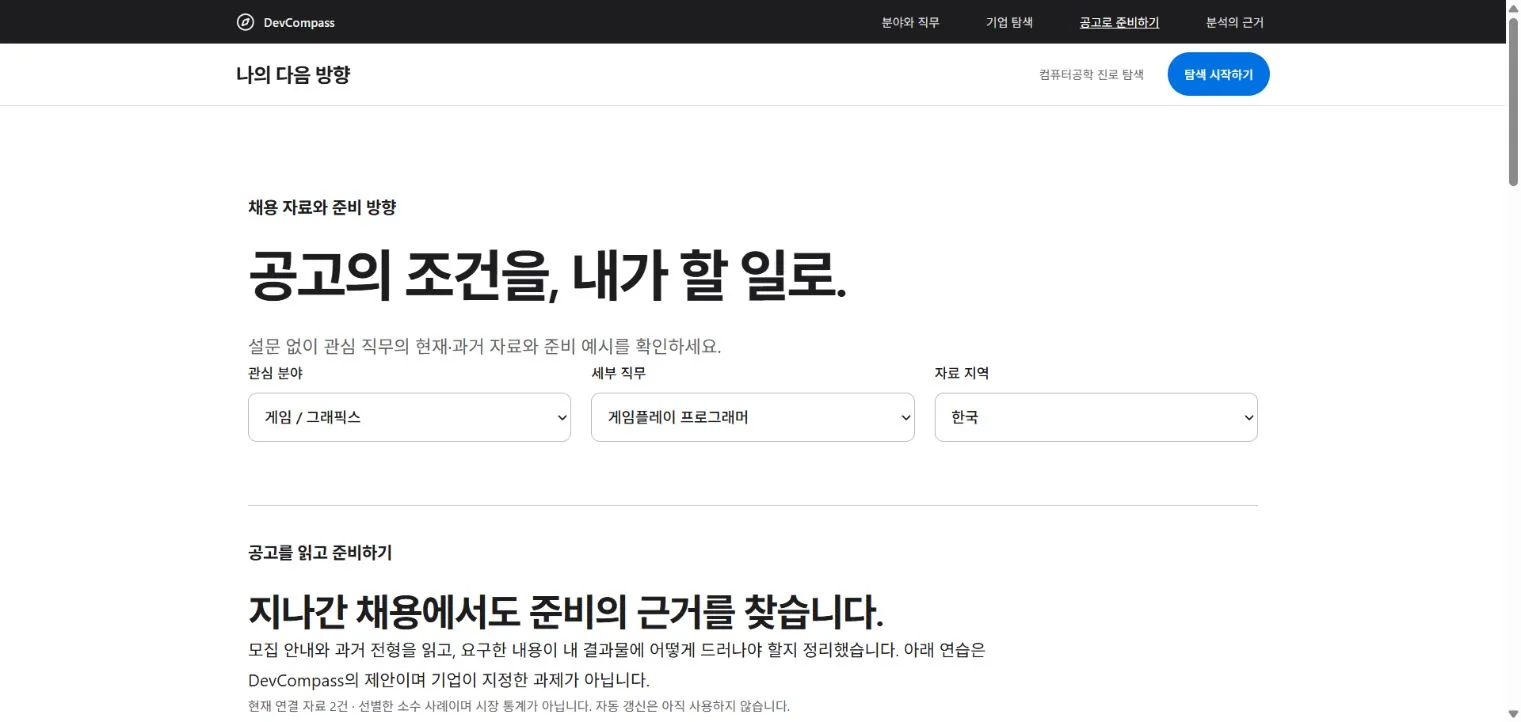 DevCompass
분야와 직무
기업 탐색
공고로 준비하기
분석의 근거
나의 다음 방향
컴퓨터공학 진로 탐색
탐색 시작하기
채용 자료와 준비 방향
공고의 조건을, 내가 할 일로.
설문 없이 관심 직무의 현재·과거 자료와 준비 예시를 확인하세요.
관심 분야
세부 직무
자료 지역
게임 / 그래픽스
게임플레이 프로그래머
한국
공고를 읽고 준비하기
지나간 채용에서도 준비의 근거를 찾습니다.
모집 안내와 과거 전형을 읽고, 요구한 내용이 내 결과물에 어떻게 드러나야 할지 정리했습니다. 아래 연습은
DevCompass의 제안이며 기업이 지정한 과제가 아닙니다.
현재 연결 자료 2건 · 선별한 소수 사례이며 시장 통계가 아닙니다. 자동 갱신은 아직 사용하지 않습니다.